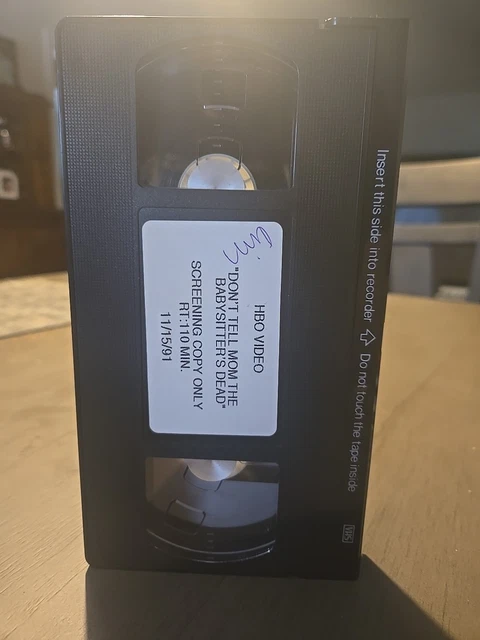 HBO VIDEO
"DON'T TELL MOM THE
BABYSITTER'S DEAD"
SCREENING COPY ONLY
RT:110 MIN.
11/15/91
Insert this side into recorder ⇧ Do not touch the tape inside
VHS